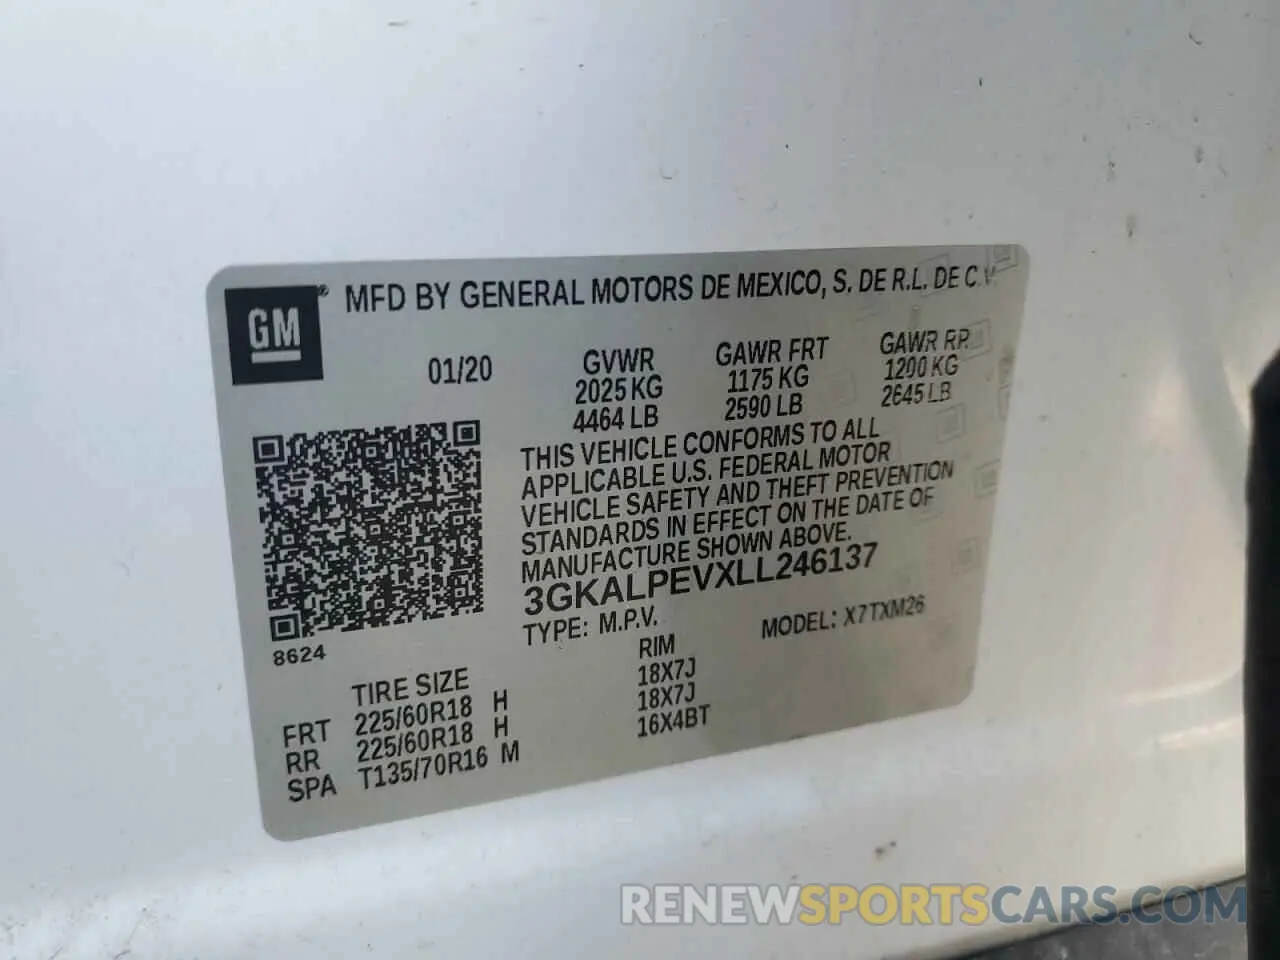 GM® MFD BY GENERAL MOTORS DE MEXICO, S. DE R.L. DE C.V
01/20 GVWR GAWR FRT GAWR RR
2025 KG 1175 KG 1200 KG
4464 LB 2590 LB 2645 LB
THIS VEHICLE CONFORMS TO ALL
APPLICABLE U.S. FEDERAL MOTOR
VEHICLE SAFETY AND THEFT PREVENTION
STANDARDS IN EFFECT ON THE DATE OF
MANUFACTURE SHOWN ABOVE.
3GKALPEVXLL246137
8624
TYPE: M.P.V. MODEL: X7TXM26
TIRE SIZE RIM
FRT 225/60R18 H 18X7J
RR 225/60R18 H 18X7J
SPA T135/70R16 M 16X4BT
RENEWSPORTSCARS.COM